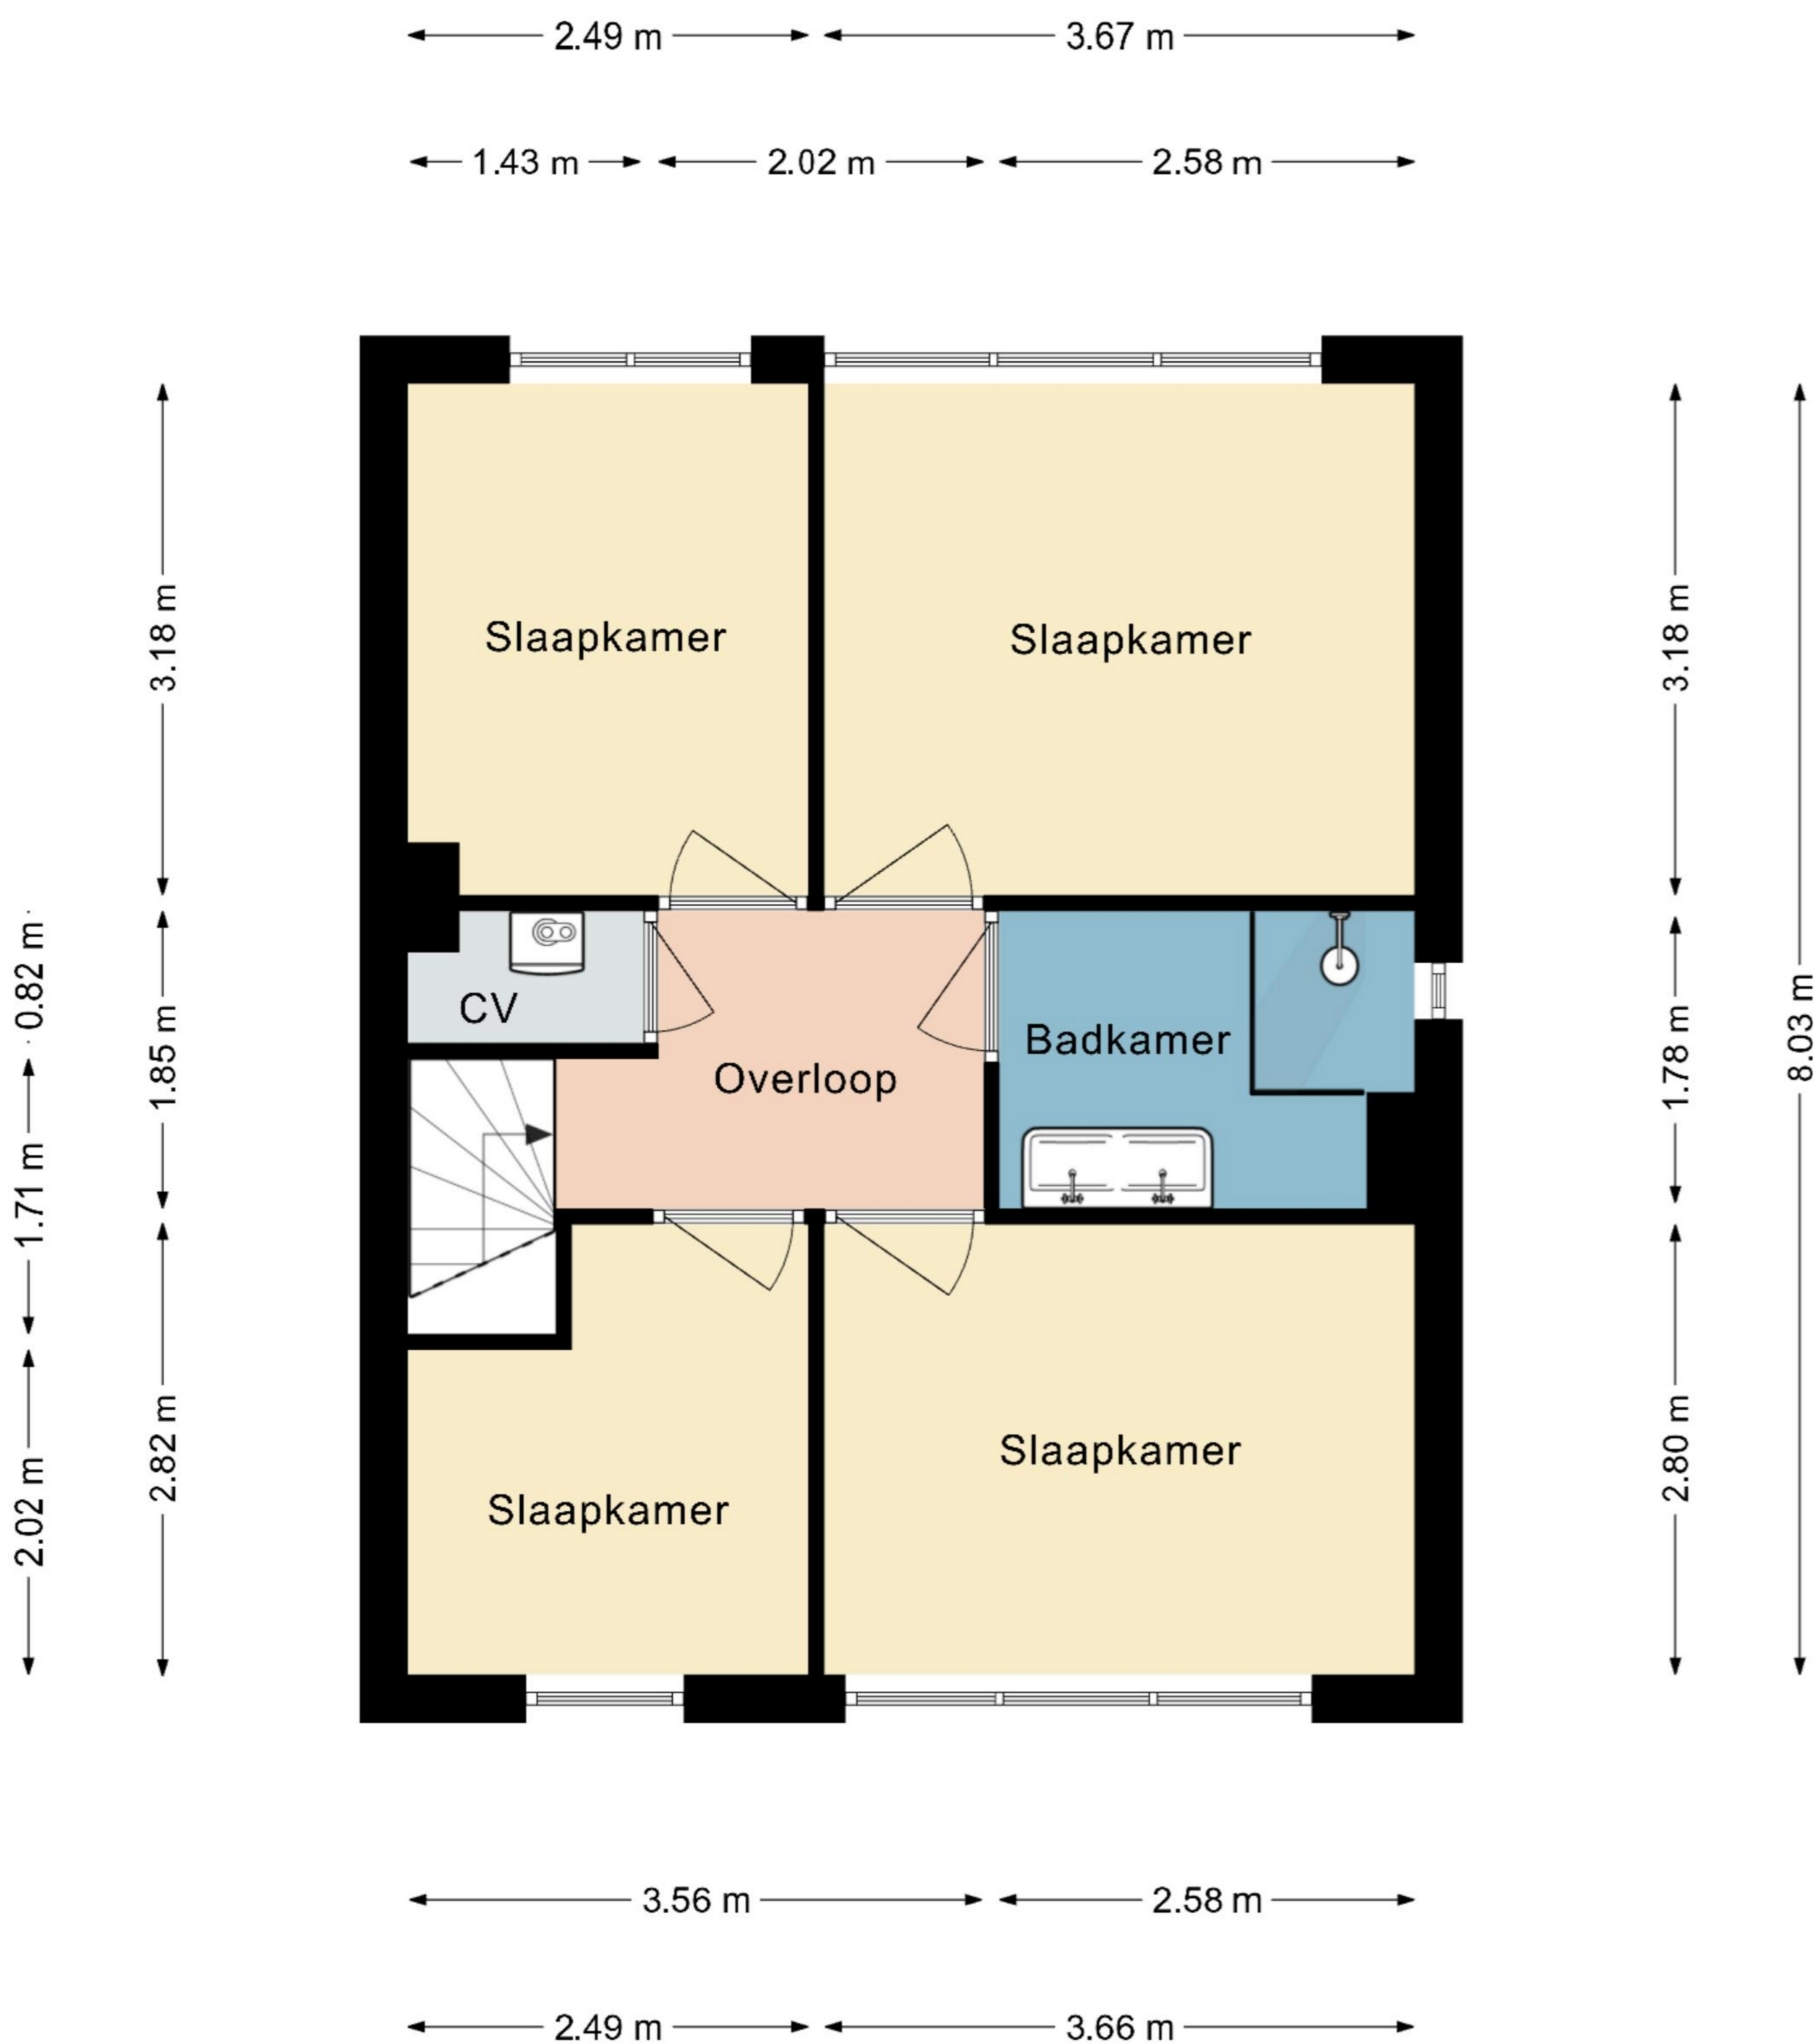 2.49 m
3.67 m
1.43 m
2.02 m
2.58 m
3.18 m
Slaapkamer
Slaapkamer
3.18 m
0.82 m
1.85 m
CV
Overloop
Badkamer
1.78 m
8.03 m
1.71 m
2.02 m
2.82 m
Slaapkamer
Slaapkamer
2.80 m
3.56 m
2.58 m
2.49 m
3.66 m